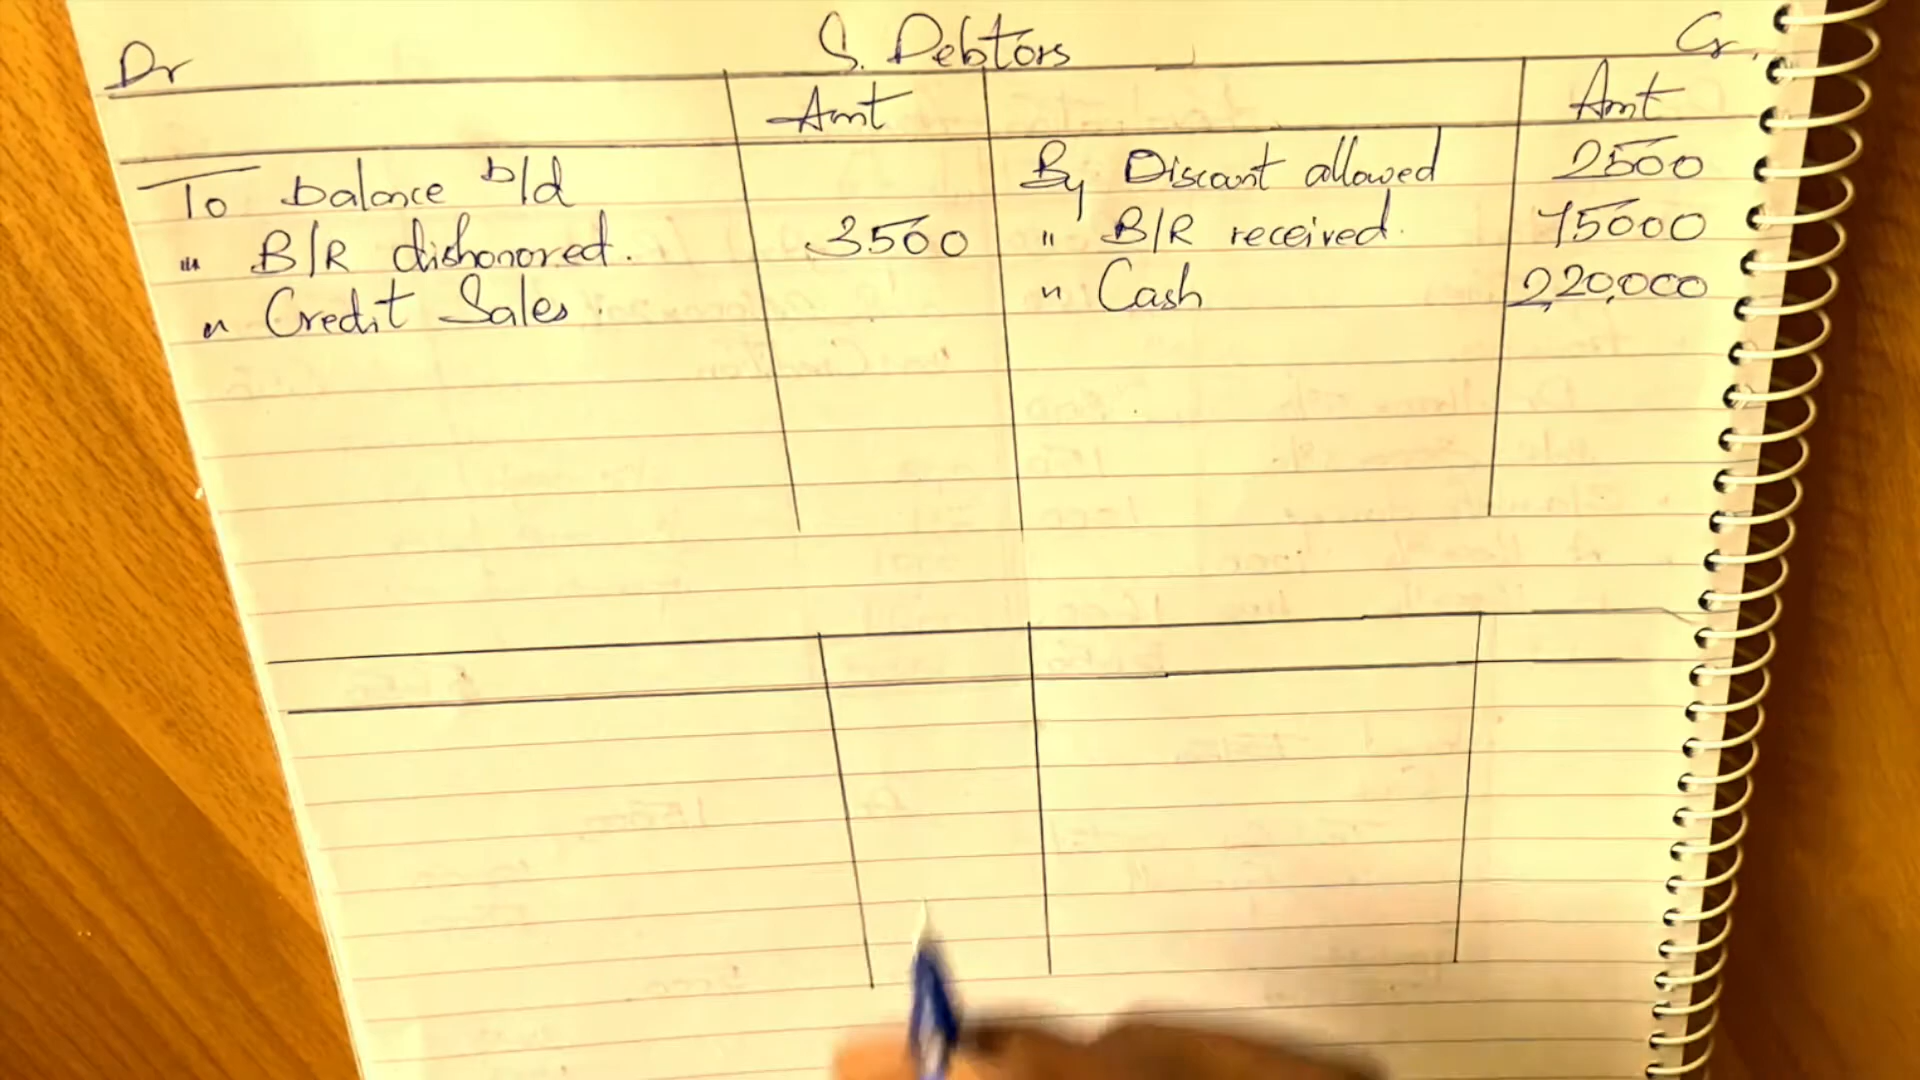 S. Debtors
Dr Cr.
Amt Amt
To balance b/d By Discount allowed 2500
" B/R dishonored. 3500 " B/R received. 15000
" Credit Sales " Cash 220,000